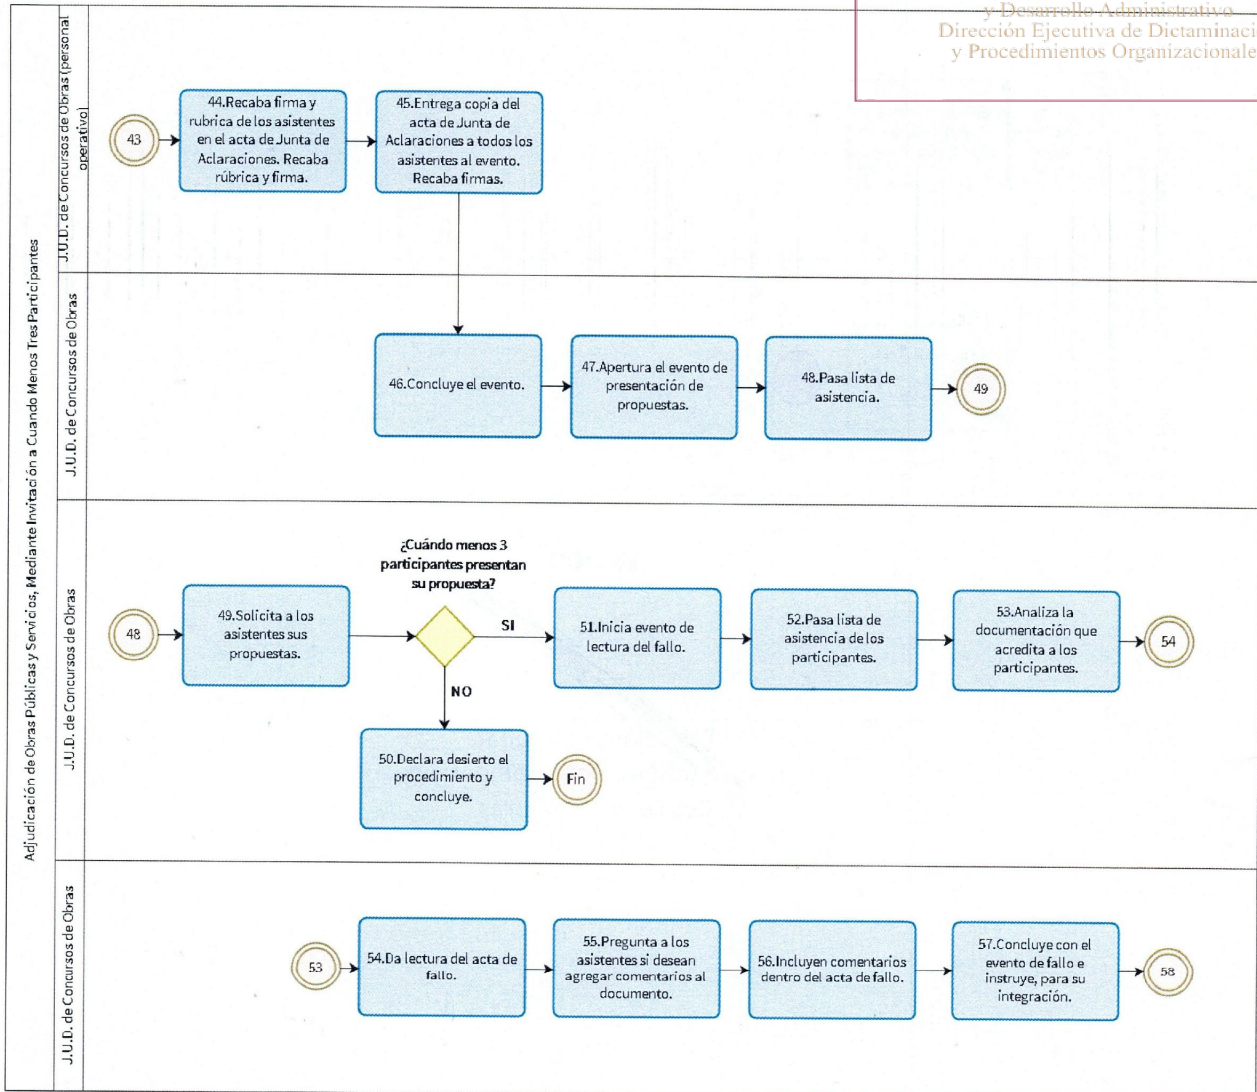 y Desarrollo Administrativo
Dirección Ejecutiva de Dictaminaci
y Procedimientos Organizacionale
Adjudicación de Obras Públicas y Servicios, Mediante Invitación a Cuando Menos Tres Participantes
J.U.D. de Concursos de Obras (personal
operativo)
43
44.Recaba firma y
rubrica de los asistentes
en el acta de Junta de
Aclaraciones. Recaba
rúbrica y firma.
45.Entrega copia del
acta de Junta de
Aclaraciones a todos los
asistentes al evento.
Recaba firmas.
J.U.D. de Concursos de Obras
46.Concluye el evento.
47.Apertura el evento de
presentación de
propuestas.
48.Pasa lista de
asistencia.
49
J.U.D. de Concursos de Obras
48
49.Solicita a los
asistentes sus
propuestas.
¿Cuándo menos 3
participantes presentan
su propuesta?
SI
NO
51.Inicia evento de
lectura del fallo.
52.Pasa lista de
asistencia de los
participantes.
53.Analiza la
documentación que
acredita a los
participantes.
54
50.Declara desierto el
procedimiento y
concluye.
Fin
J.U.D. de Concursos de Obras
53
54.Da lectura del acta de
fallo.
55.Pregunta a los
asistentes si desean
agregar comentarios al
documento.
56.Incluyen comentarios
dentro del acta de fallo.
57.Concluye con el
evento de fallo e
instruye, para su
integración.
58